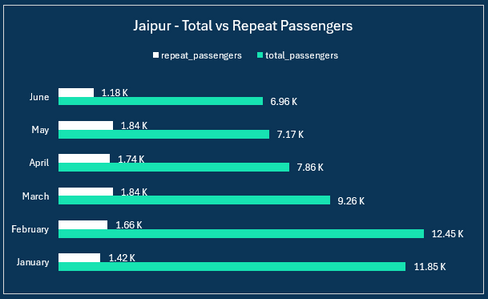 Jaipur - Total vs Repeat Passengers
repeat_passengers total_passengers
June 1.18 K
6.96 K
May 1.84 K
7.17 K
April 1.74 K
7.86 K
March 1.84 K
9.26 K
February 1.66 K
12.45 K
January 1.42 K
11.85 K